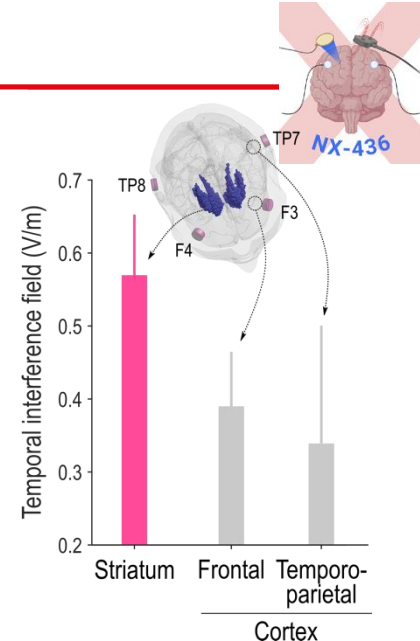 NX-436
TP7
TP8
F3
F4
Temporal interference field (V/m)
0.7
0.6
0.5
0.4
0.3
0.2
Striatum
Frontal
Temporo-
parietal
Cortex